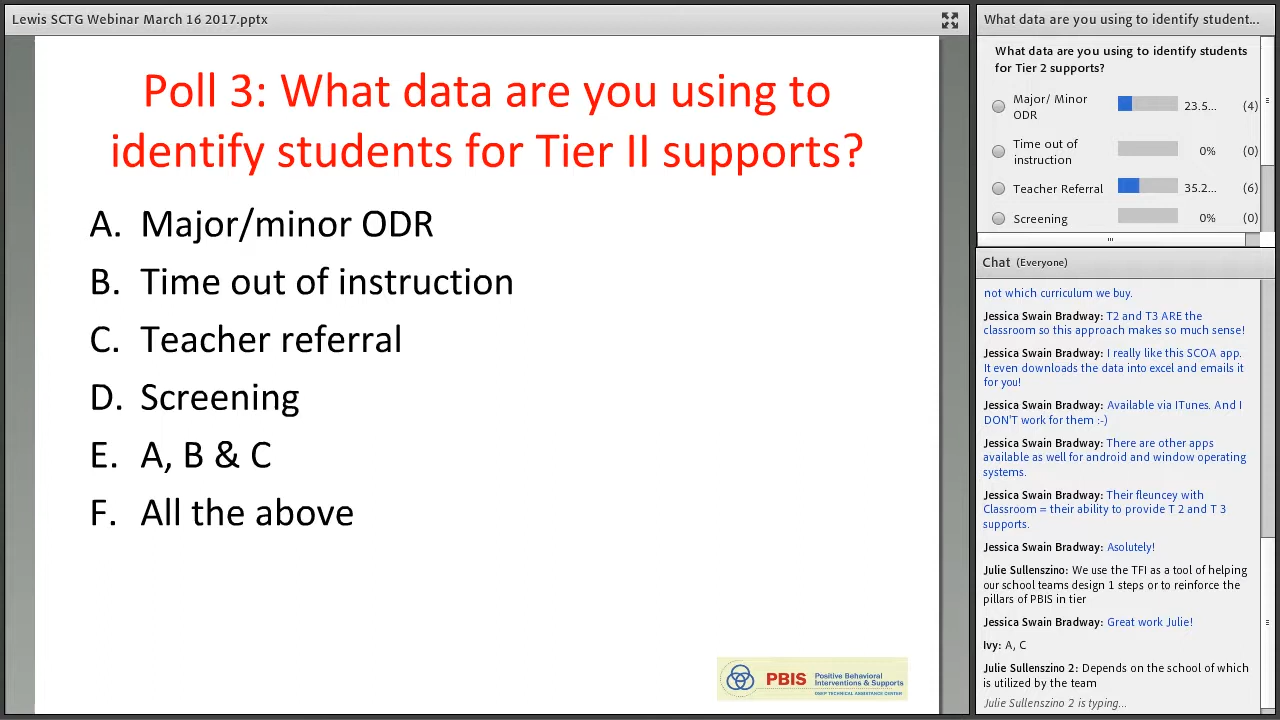 Lewis SCTG Webinar March 16 2017.pptx
Poll 3: What data are you using to
identify students for Tier II supports?
A. Major/minor ODR
B. Time out of instruction
C. Teacher referral
D. Screening
E. A, B & C
F. All the above
PBIS
Positive Behavioral
Interventions & Supports
OSEP TECHNICAL ASSISTANCE CENTER
What data are you using to identify student...
What data are you using to identify students
for Tier 2 supports?
Major/ Minor
ODR
23.5... (4)
Time out of
instruction
0% (0)
Teacher Referral 35.2... (6)
Screening 0% (0)
Chat (Everyone)
not which curriculum we buy.
Jessica Swain Bradway: T2 and T3 ARE the
classroom so this approach makes so much sense!
Jessica Swain Bradway: I really like this SCOA app.
It even downloads the data into excel and emails it
for you!
Jessica Swain Bradway: Available via ITunes. And I
DON'T work for them :-)
Jessica Swain Bradway: There are other apps
available as well for android and window operating
systems.
Jessica Swain Bradway: Their fleuncey with
Classroom = their ability to provide T 2 and T 3
supports.
Jessica Swain Bradway: Asolutely!
Julie Sullenszino: We use the TFI as a tool of helping
our school teams design 1 steps or to reinforce the
pillars of PBIS in tier
Jessica Swain Bradway: Great work Julie!
Ivy: A, C
Julie Sullenszino 2: Depends on the school of which
is utilized by the team
Julie Sullenszino 2 is typing...